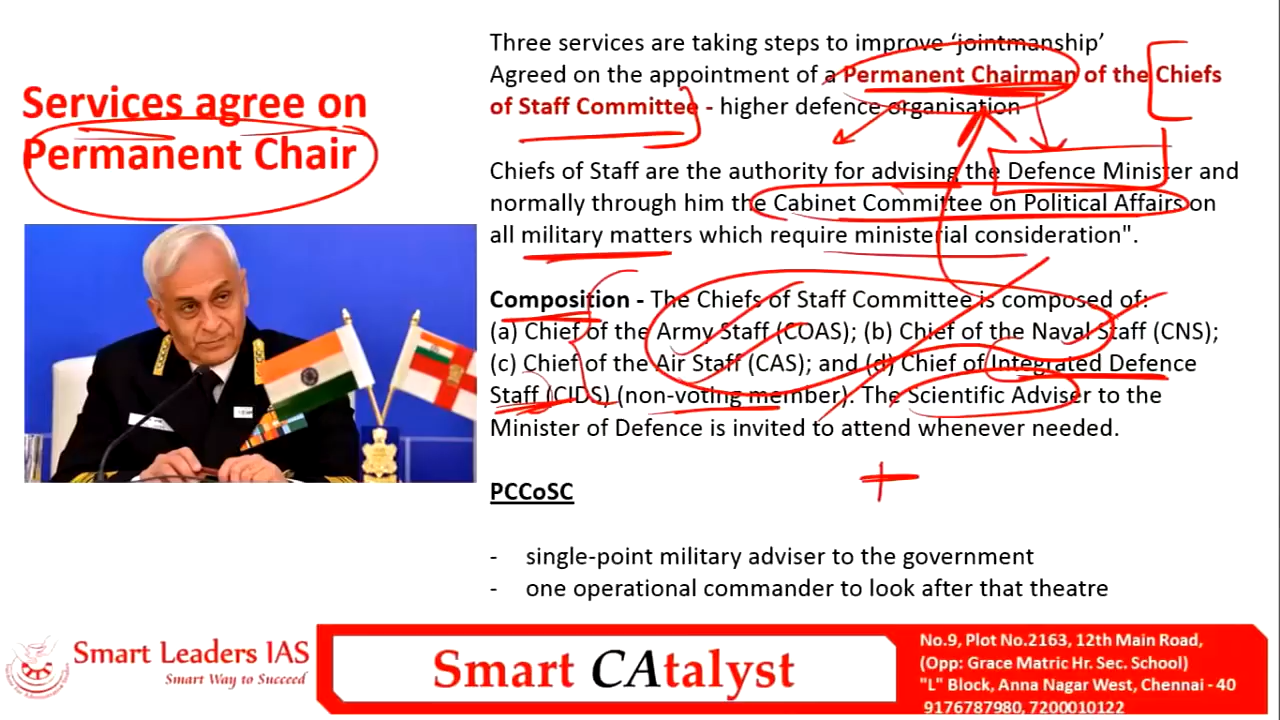 Services agree on
Permanent Chair
Three services are taking steps to improve ‘jointmanship’
Agreed on the appointment of a Permanent Chairman of the Chiefs
of Staff Committee - higher defence organisation
Chiefs of Staff are the authority for advising the Defence Minister and
normally through him the Cabinet Committee on Political Affairs on
all military matters which require ministerial consideration".
Composition - The Chiefs of Staff Committee is composed of:
(a) Chief of the Army Staff (COAS); (b) Chief of the Naval Staff (CNS);
(c) Chief of the Air Staff (CAS); and (d) Chief of Integrated Defence
Staff (CIDS) (non-voting member). The Scientific Adviser to the
Minister of Defence is invited to attend whenever needed.
PCCoSC
- single-point military adviser to the government
- one operational commander to look after that theatre
Smart Leaders IAS
Smart Way to Succeed
Smart CAtalyst
No.9, Plot No.2163, 12th Main Road,
(Opp: Grace Matric Hr. Sec. School)
"L" Block, Anna Nagar West, Chennai - 40
9176787980, 7200010122